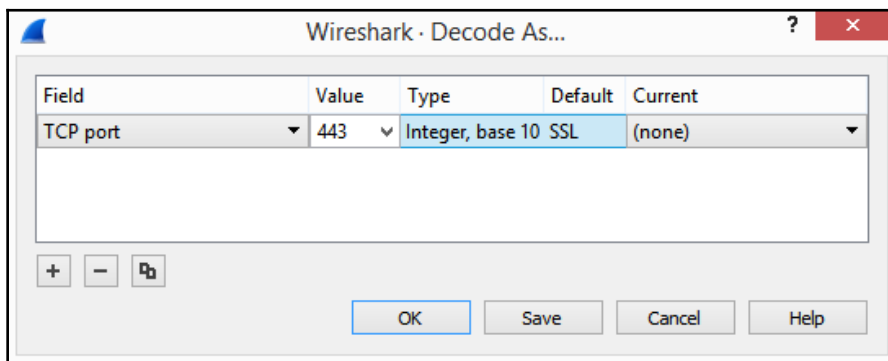 Wireshark · Decode As...
?
Field Value Type Default Current
TCP port 443 Integer, base 10 SSL (none)
+ −
OK Save Cancel Help